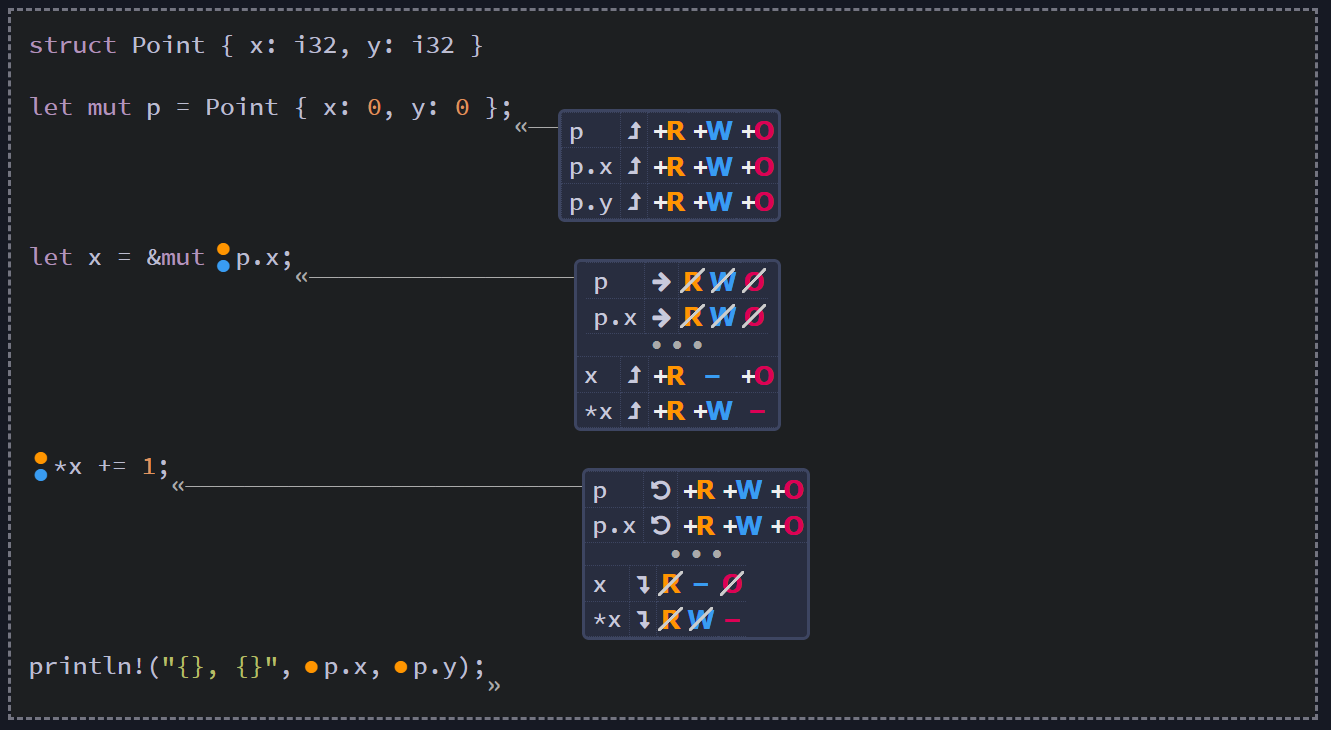 struct Point { x: i32, y: i32 }
let mut p = Point { x: 0, y: 0 };
«
p ⮥ +R +W +O
p.x ⮥ +R +W +O
p.y ⮥ +R +W +O
let x = &mut p.x;
«
p → R W O
p.x → R W O
• • •
x ⮥ +R - +O
*x ⮥ +R +W -
*x += 1;
«
p ↺ +R +W +O
p.x ↺ +R +W +O
• • •
x ↴ R - O
*x ↴ R W -
println!("{}, {}", p.x, p.y);
»